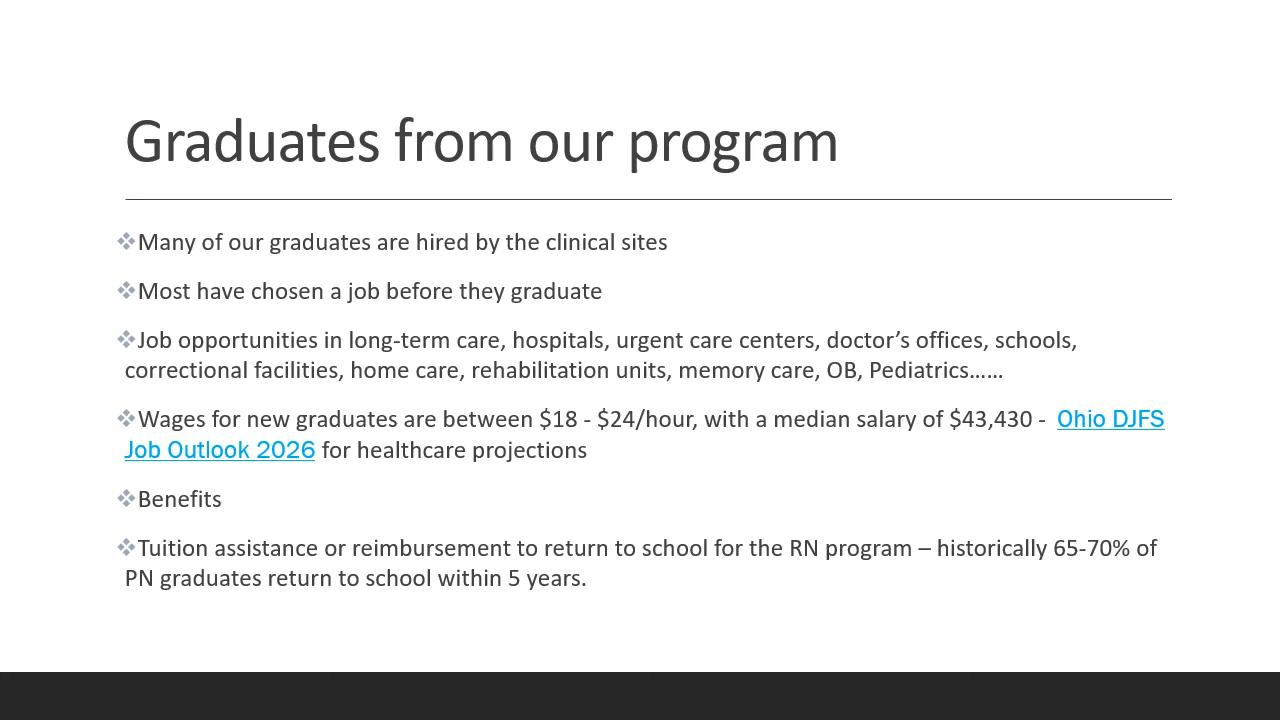 Graduates from our program
❖Many of our graduates are hired by the clinical sites
❖Most have chosen a job before they graduate
❖Job opportunities in long-term care, hospitals, urgent care centers, doctor’s offices, schools,
correctional facilities, home care, rehabilitation units, memory care, OB, Pediatrics……
❖Wages for new graduates are between $18 - $24/hour, with a median salary of $43,430 -  Ohio DJFS
Job Outlook 2026 for healthcare projections
❖Benefits
❖Tuition assistance or reimbursement to return to school for the RN program – historically 65-70% of
PN graduates return to school within 5 years.